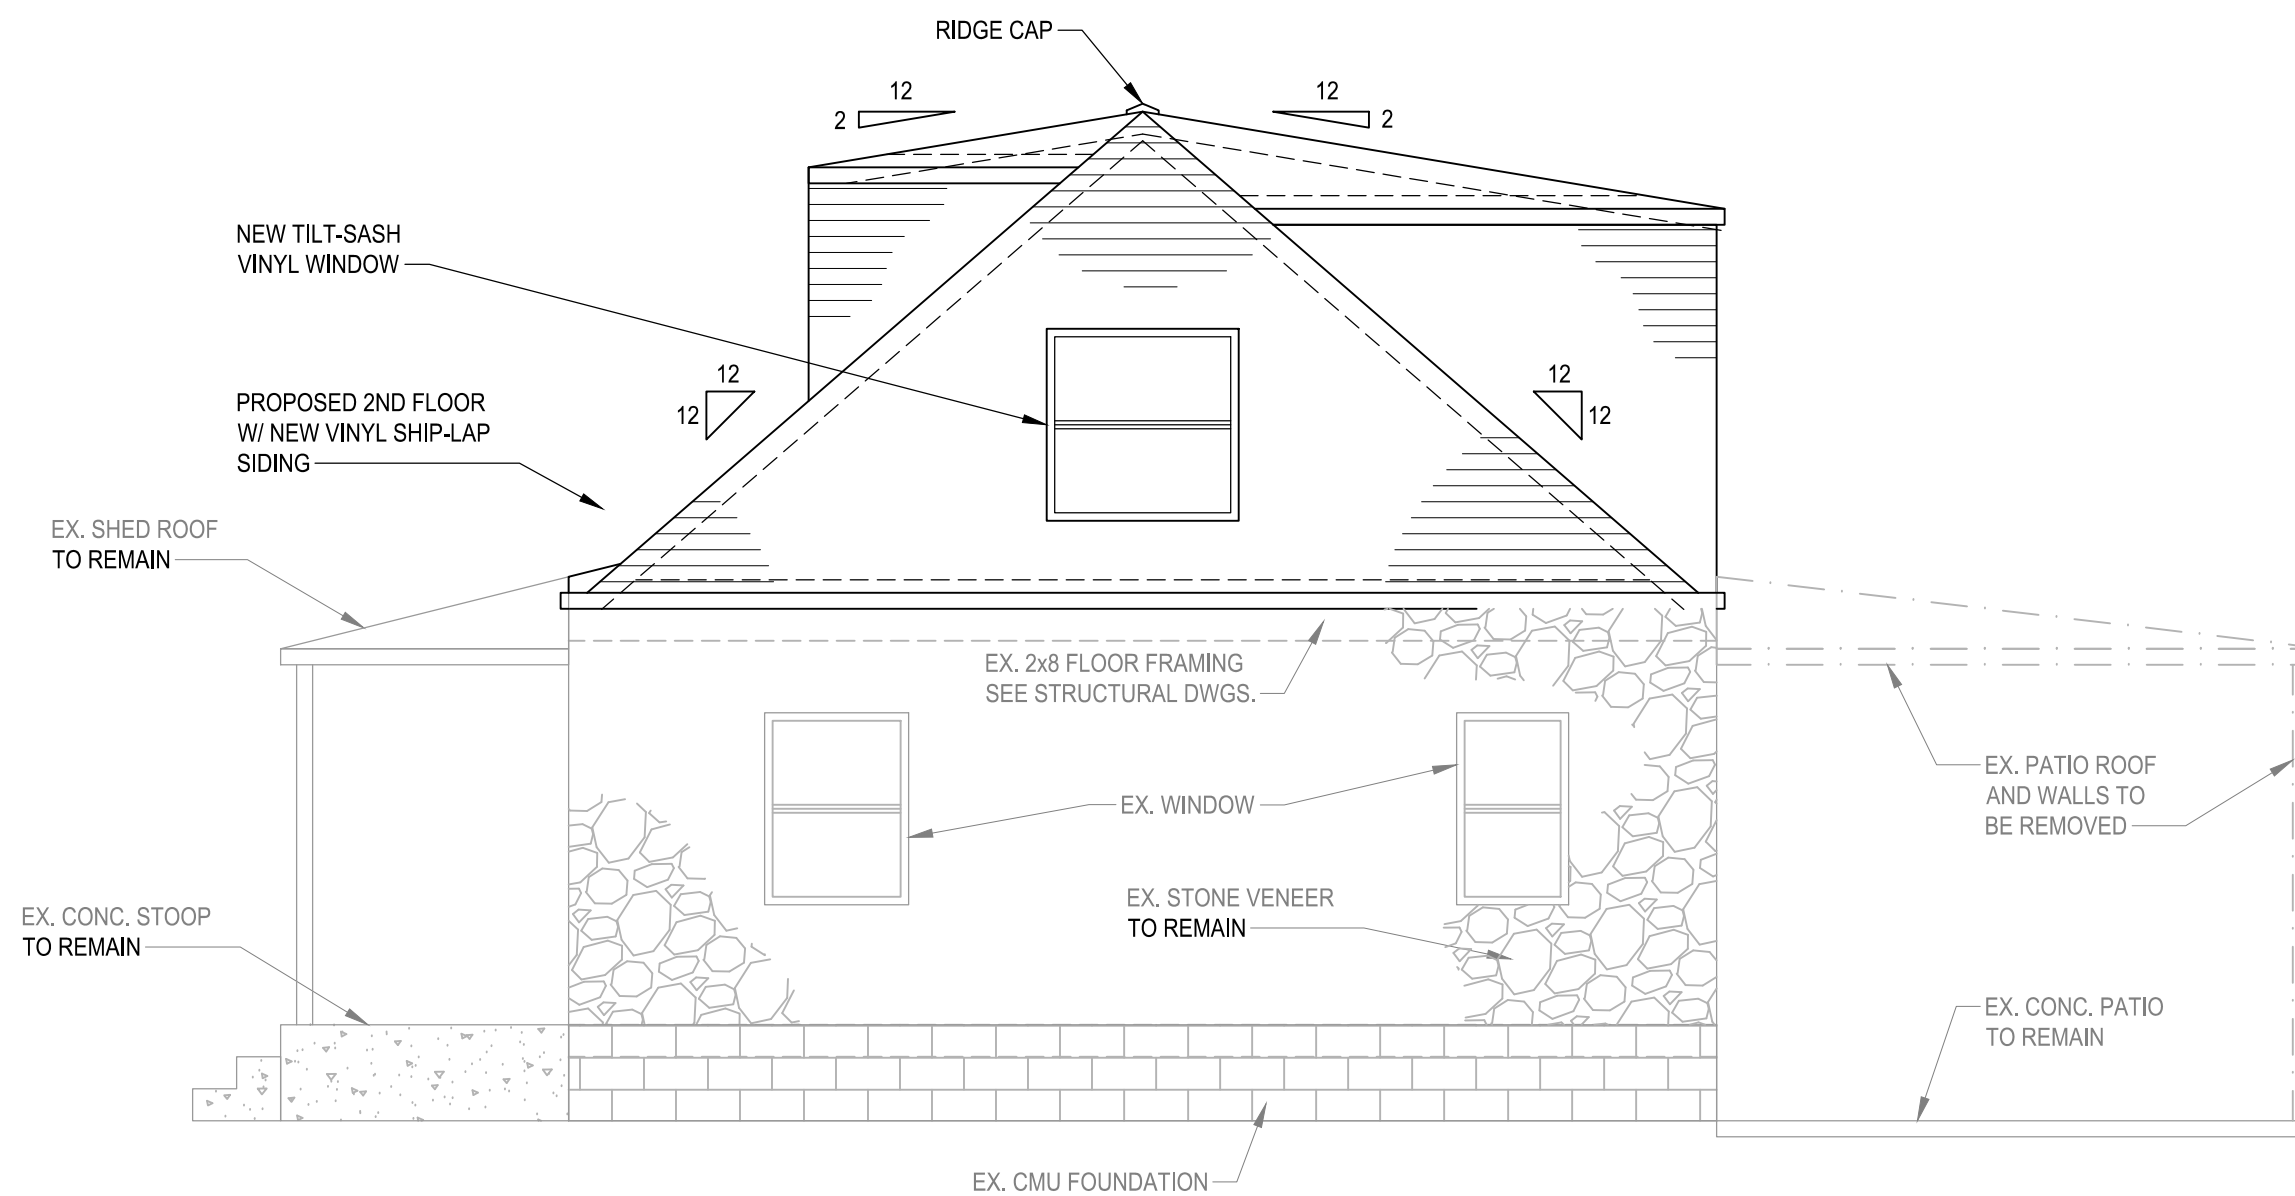 RIDGE CAP
12
2
12
2
NEW TILT-SASH
VINYL WINDOW
12
12
12
12
PROPOSED 2ND FLOOR
W/ NEW VINYL SHIP-LAP
SIDING
EX. SHED ROOF
TO REMAIN
EX. 2x8 FLOOR FRAMING
SEE STRUCTURAL DWGS.
EX. WINDOW
EX. PATIO ROOF
AND WALLS TO
BE REMOVED
EX. STONE VENEER
TO REMAIN
EX. CONC. STOOP
TO REMAIN
EX. CONC. PATIO
TO REMAIN
EX. CMU FOUNDATION